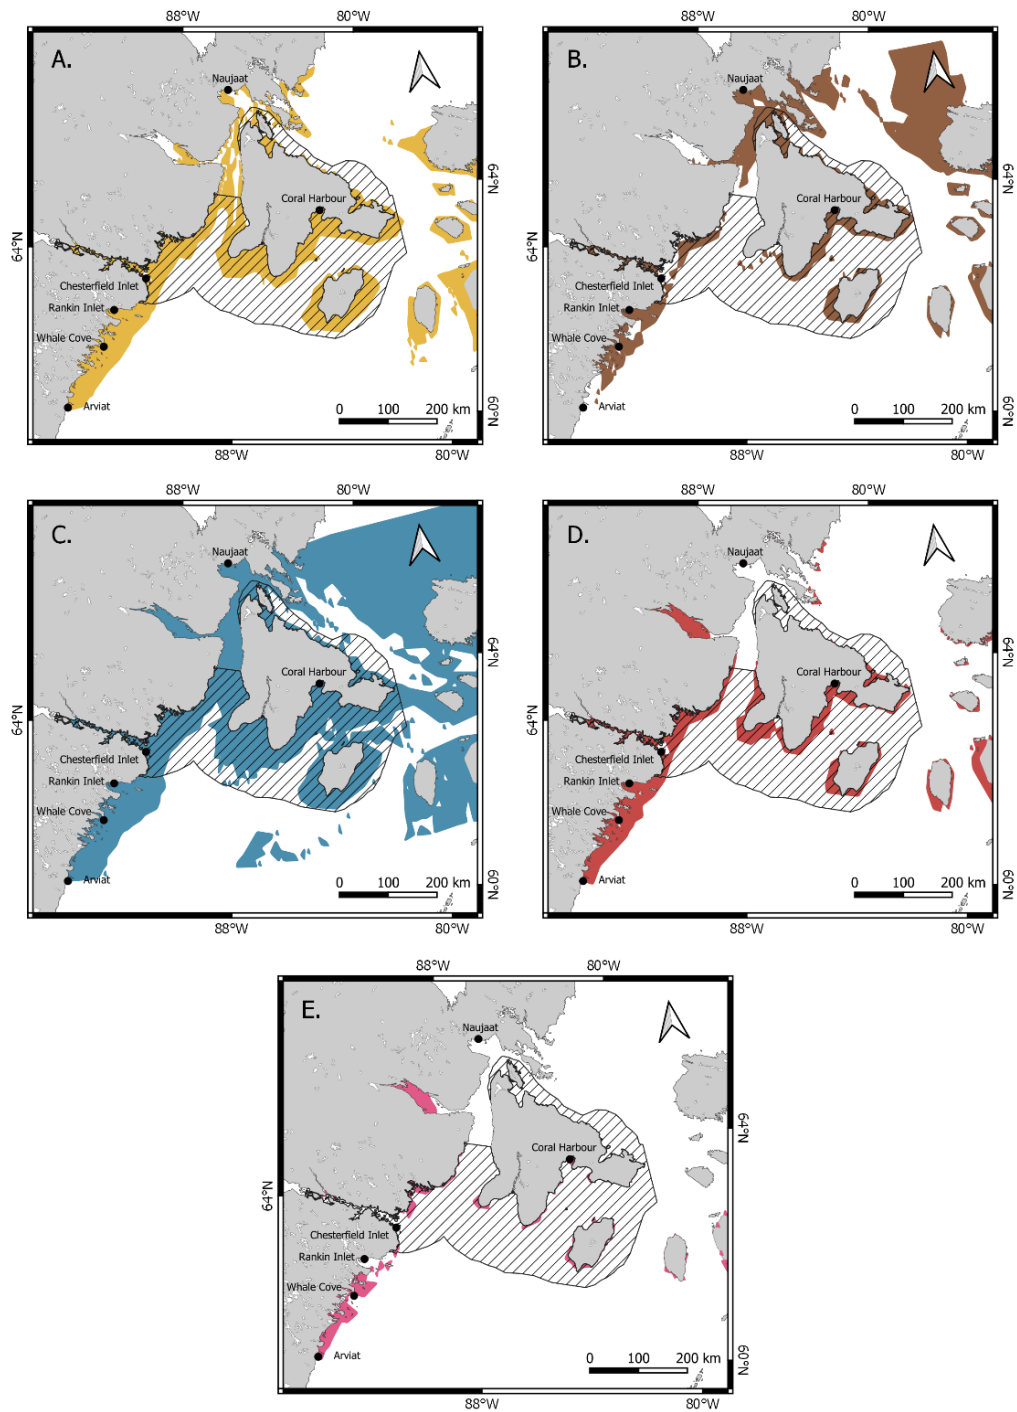 88°W 80°W 88°W 80°W
A. B.
Naujaat Naujaat
64°N 64°N
Coral Harbour Coral Harbour
64°N 64°N
Chesterfield Inlet Chesterfield Inlet
Rankin Inlet Rankin Inlet
Whale Cove Whale Cove
Arviat Arviat
0 100 200 km 0 100 200 km
60°N 60°N
88°W 80°W 88°W 80°W
88°W 80°W 88°W 80°W
C. D.
Naujaat Naujaat
64°N 64°N
Coral Harbour Coral Harbour
64°N 64°N
Chesterfield Inlet Chesterfield Inlet
Rankin Inlet Rankin Inlet
Whale Cove Whale Cove
Arviat Arviat
0 100 200 km 0 100 200 km
60°N 60°N
88°W 80°W 88°W 80°W
88°W 80°W
E.
Naujaat
64°N
Coral Harbour
64°N
Chesterfield Inlet
Rankin Inlet
Whale Cove
Arviat
0 100 200 km
60°N
88°W 80°W